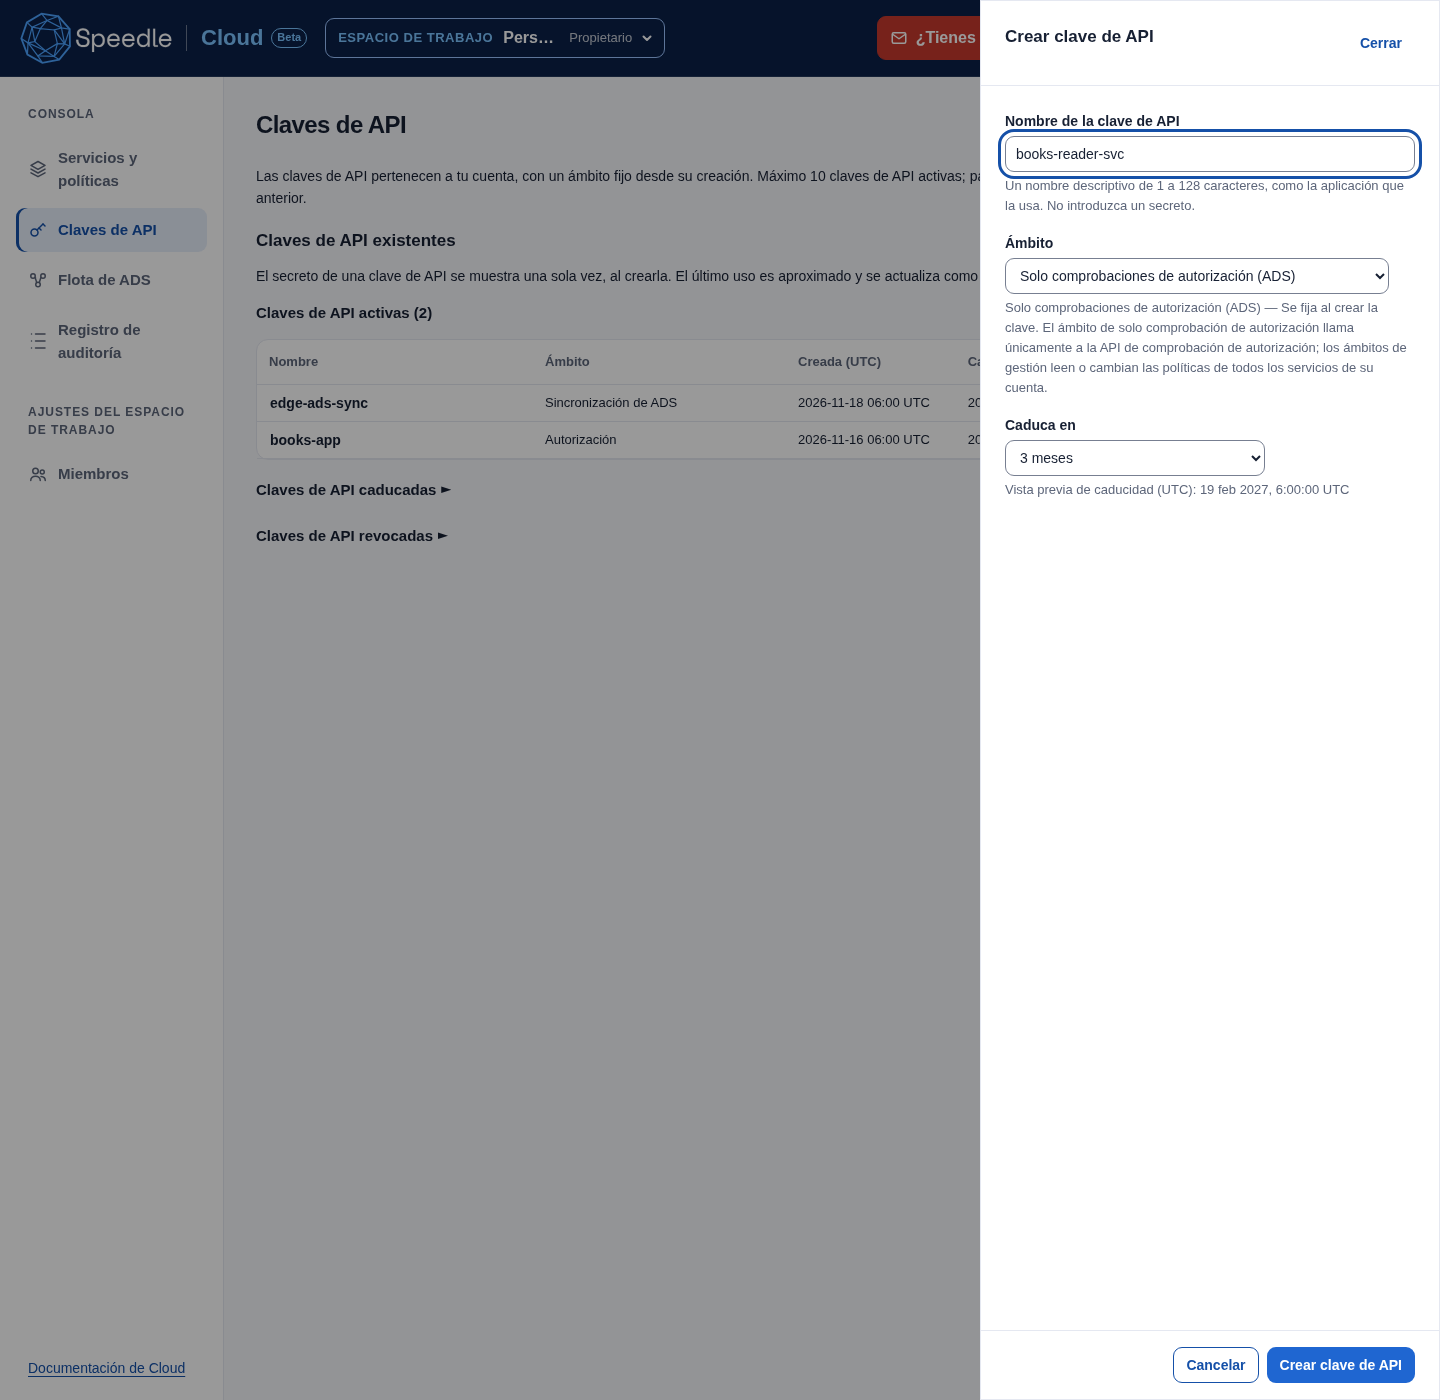 Speedle
Cloud Beta
ESPACIO DE TRABAJO Pers… Propietario
¿Tienes
CONSOLA
Servicios y
políticas
Claves de API
Flota de ADS
Registro de
auditoría
AJUSTES DEL ESPACIO
DE TRABAJO
Miembros
Documentación de Cloud
Claves de API
Las claves de API pertenecen a tu cuenta, con un ámbito fijo desde su creación. Máximo 10 claves de API activas;
anterior.
Claves de API existentes
El secreto de una clave de API se muestra una sola vez, al crearla. El último uso es aproximado y se actualiza como
Claves de API activas (2)
Nombre Ámbito Creada (UTC)
edge-ads-sync Sincronización de ADS 2026-11-18 06:00 UTC 20
books-app Autorización 2026-11-16 06:00 UTC 20
Claves de API caducadas ►
Claves de API revocadas ►
Crear clave de API
Cerrar
Nombre de la clave de API
books-reader-svc
Un nombre descriptivo de 1 a 128 caracteres, como la aplicación que
la usa. No introduzca un secreto.
Ámbito
Solo comprobaciones de autorización (ADS)
Solo comprobaciones de autorización (ADS) — Se fija al crear la
clave. El ámbito de solo comprobación de autorización llama
únicamente a la API de comprobación de autorización; los ámbitos de
gestión leen o cambian las políticas de todos los servicios de su
cuenta.
Caduca en
3 meses
Vista previa de caducidad (UTC): 19 feb 2027, 6:00:00 UTC
Cancelar
Crear clave de API